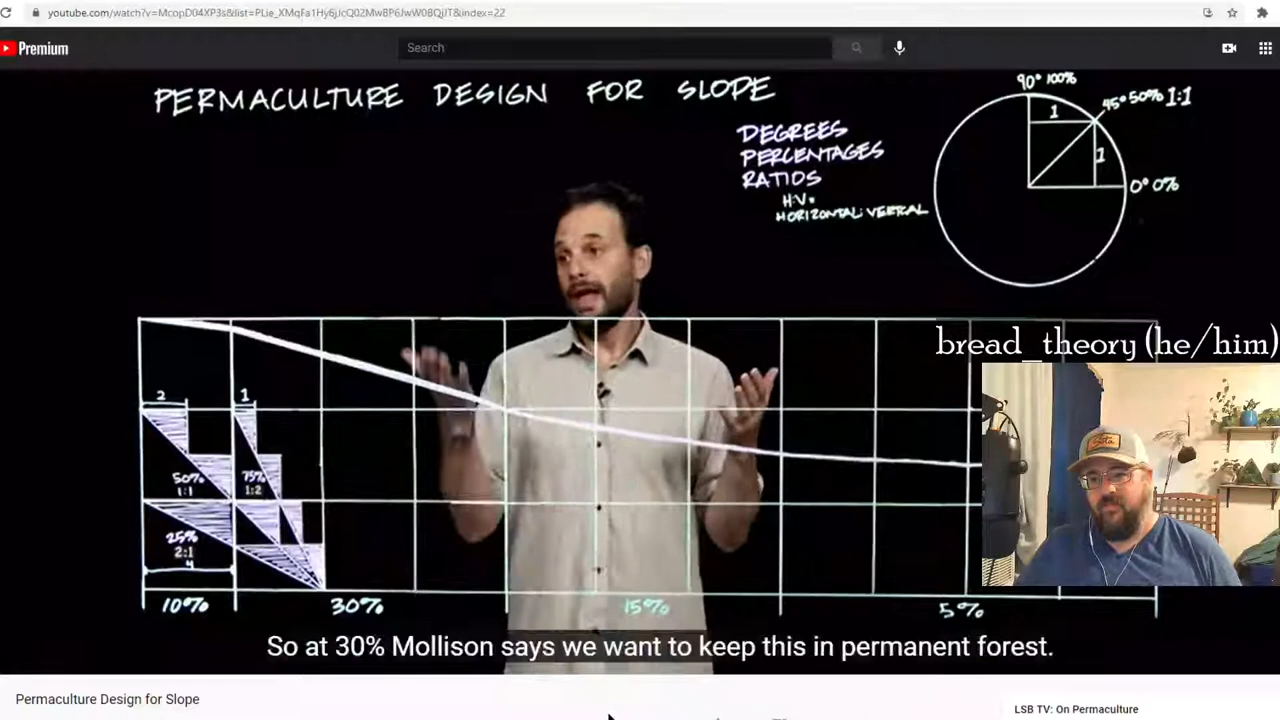 youtube.com/watch?v=McopD04XP3s&list=PLie_XMqFa1Hy6jJcQ02Mw8P6JwW08QjJT&index=22
Premium
Search
PERMACULTURE DESIGN FOR SLOPE
90° 100%
45° 50% 1:1
1
1
0° 0%
DEGREES
PERCENTAGES
RATIOS
H:V=
HORIZONTAL:VERTICAL
bread_theory (he/him)
2
1
50%
1:1
75%
1:2
25%
2:1
4
10%
30%
15%
5%
So at 30% Mollison says we want to keep this in permanent forest.
Permaculture Design for Slope
LSB TV: On Permaculture